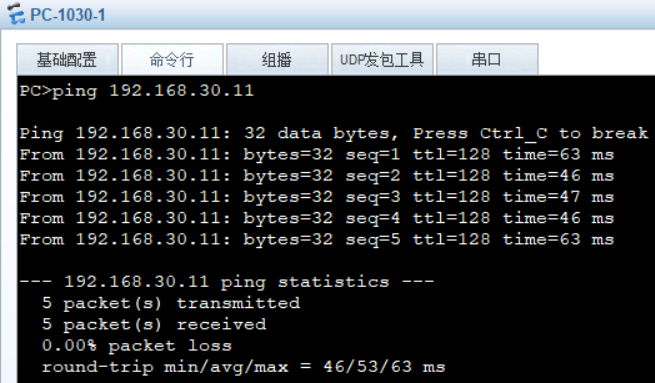 PC-1030-1
基础配置 命令行 组播 UDP发包工具 串口
PC>ping 192.168.30.11
Ping 192.168.30.11: 32 data bytes, Press Ctrl_C to break
From 192.168.30.11: bytes=32 seq=1 ttl=128 time=63 ms
From 192.168.30.11: bytes=32 seq=2 ttl=128 time=46 ms
From 192.168.30.11: bytes=32 seq=3 ttl=128 time=47 ms
From 192.168.30.11: bytes=32 seq=4 ttl=128 time=46 ms
From 192.168.30.11: bytes=32 seq=5 ttl=128 time=63 ms
--- 192.168.30.11 ping statistics ---
5 packet(s) transmitted
5 packet(s) received
0.00% packet loss
round-trip min/avg/max = 46/53/63 ms